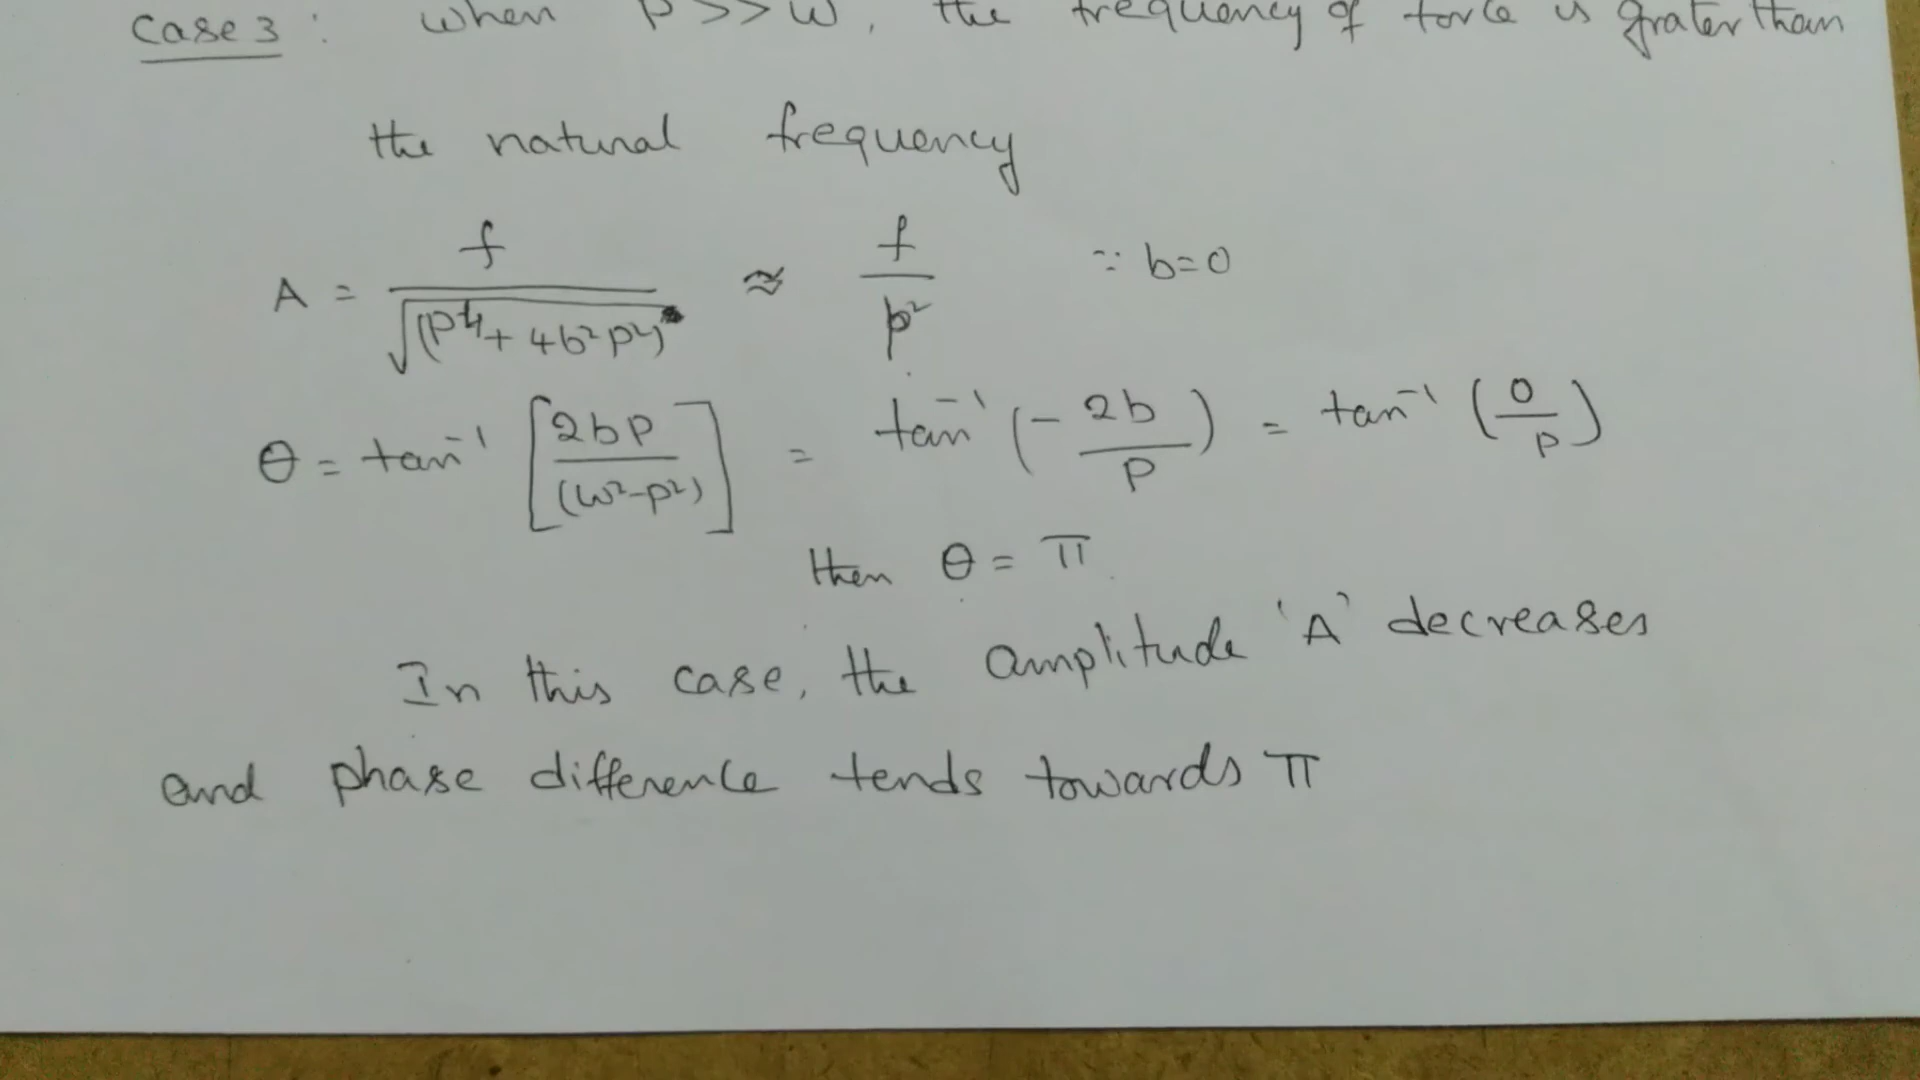 Case 3 : When P >> W, the frequency of force is grater than
the natural frequency
A = f / √(p⁴ + 4b²p²) ≈ f / p² ∵ b=0
θ = tan⁻¹ [2bp / (W²-p²)] = tan⁻¹ (- 2b / p) = tan⁻¹ (0 / p)
then θ = π
In this case, the amplitude 'A' decreases
and phase difference tends towards π